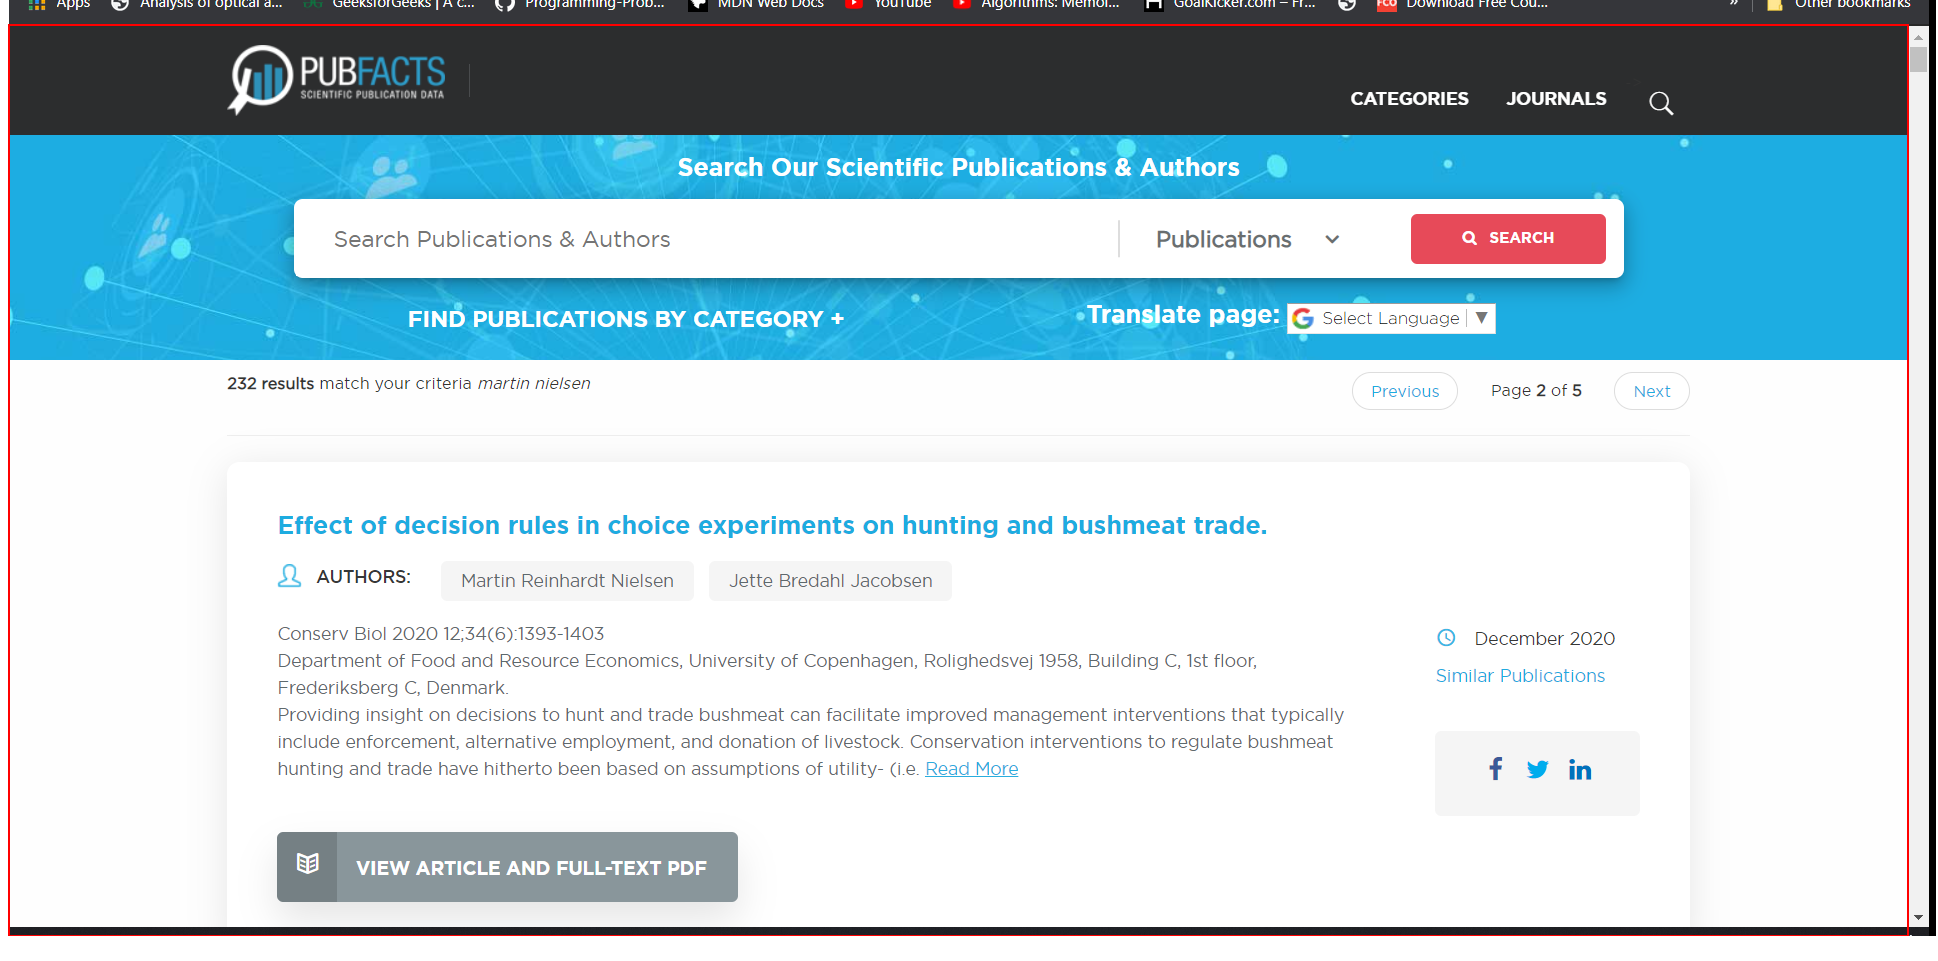 Apps Analysis of optical a... GeeksforGeeks | A c... Programming-Prob... MDN Web Docs YouTube Algorithms: Memoi... GoalKicker.com – Fr... FCO Download Free Cou... » Other bookmarks
PUBFACTS
SCIENTIFIC PUBLICATION DATA
CATEGORIES JOURNALS
Search Our Scientific Publications & Authors
Search Publications & Authors Publications SEARCH
FIND PUBLICATIONS BY CATEGORY + Translate page: Select Language ▼
232 results match your criteria martin nielsen
Previous Page 2 of 5 Next
Effect of decision rules in choice experiments on hunting and bushmeat trade.
AUTHORS: Martin Reinhardt Nielsen Jette Bredahl Jacobsen
Conserv Biol 2020 12;34(6):1393-1403
December 2020
Department of Food and Resource Economics, University of Copenhagen, Rolighedsvej 1958, Building C, 1st floor,
Similar Publications
Frederiksberg C, Denmark.
Providing insight on decisions to hunt and trade bushmeat can facilitate improved management interventions that typically
include enforcement, alternative employment, and donation of livestock. Conservation interventions to regulate bushmeat
hunting and trade have hitherto been based on assumptions of utility- (i.e. Read More
VIEW ARTICLE AND FULL-TEXT PDF